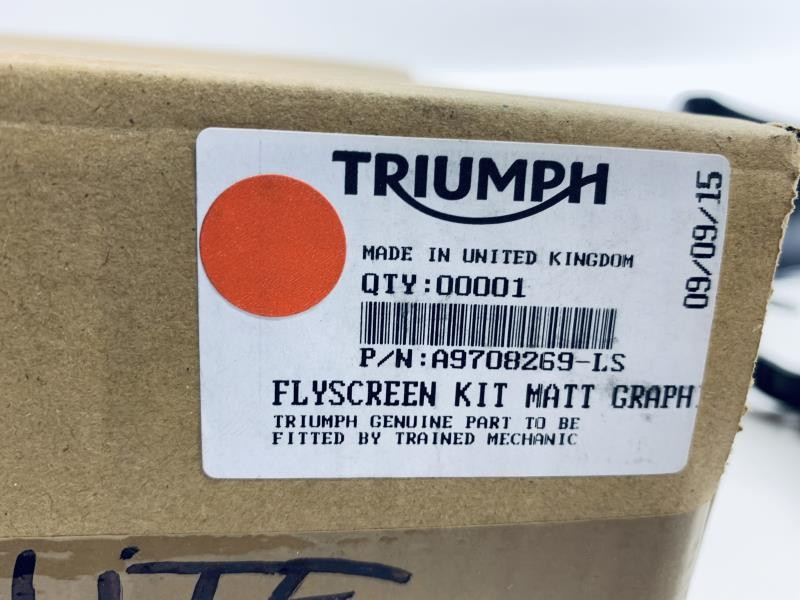 TRIUMPH
09/09/15
MADE IN UNITED KINGDOM
QTY:00001
P/N:A9708269-LS
FLYSCREEN KIT MATT GRAPH
TRIUMPH GENUINE PART TO BE
FITTED BY TRAINED MECHANIC